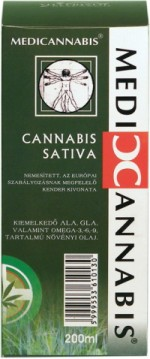 MEDICANNABIS®
CANNABIS
SATIVA
NEMESÍTETT, AZ EURÓPAI
SZABÁLYOZÁSNAK MEGFELELŐ
KENDER KIVONATA
KIEMELKEDŐ ALA, GLA,
VALAMINT OMEGA-3,-6,-9,
TARTALMÚ NÖVÉNYI OLAJ.
200ml
MEDICANNABIS®
5999551610130